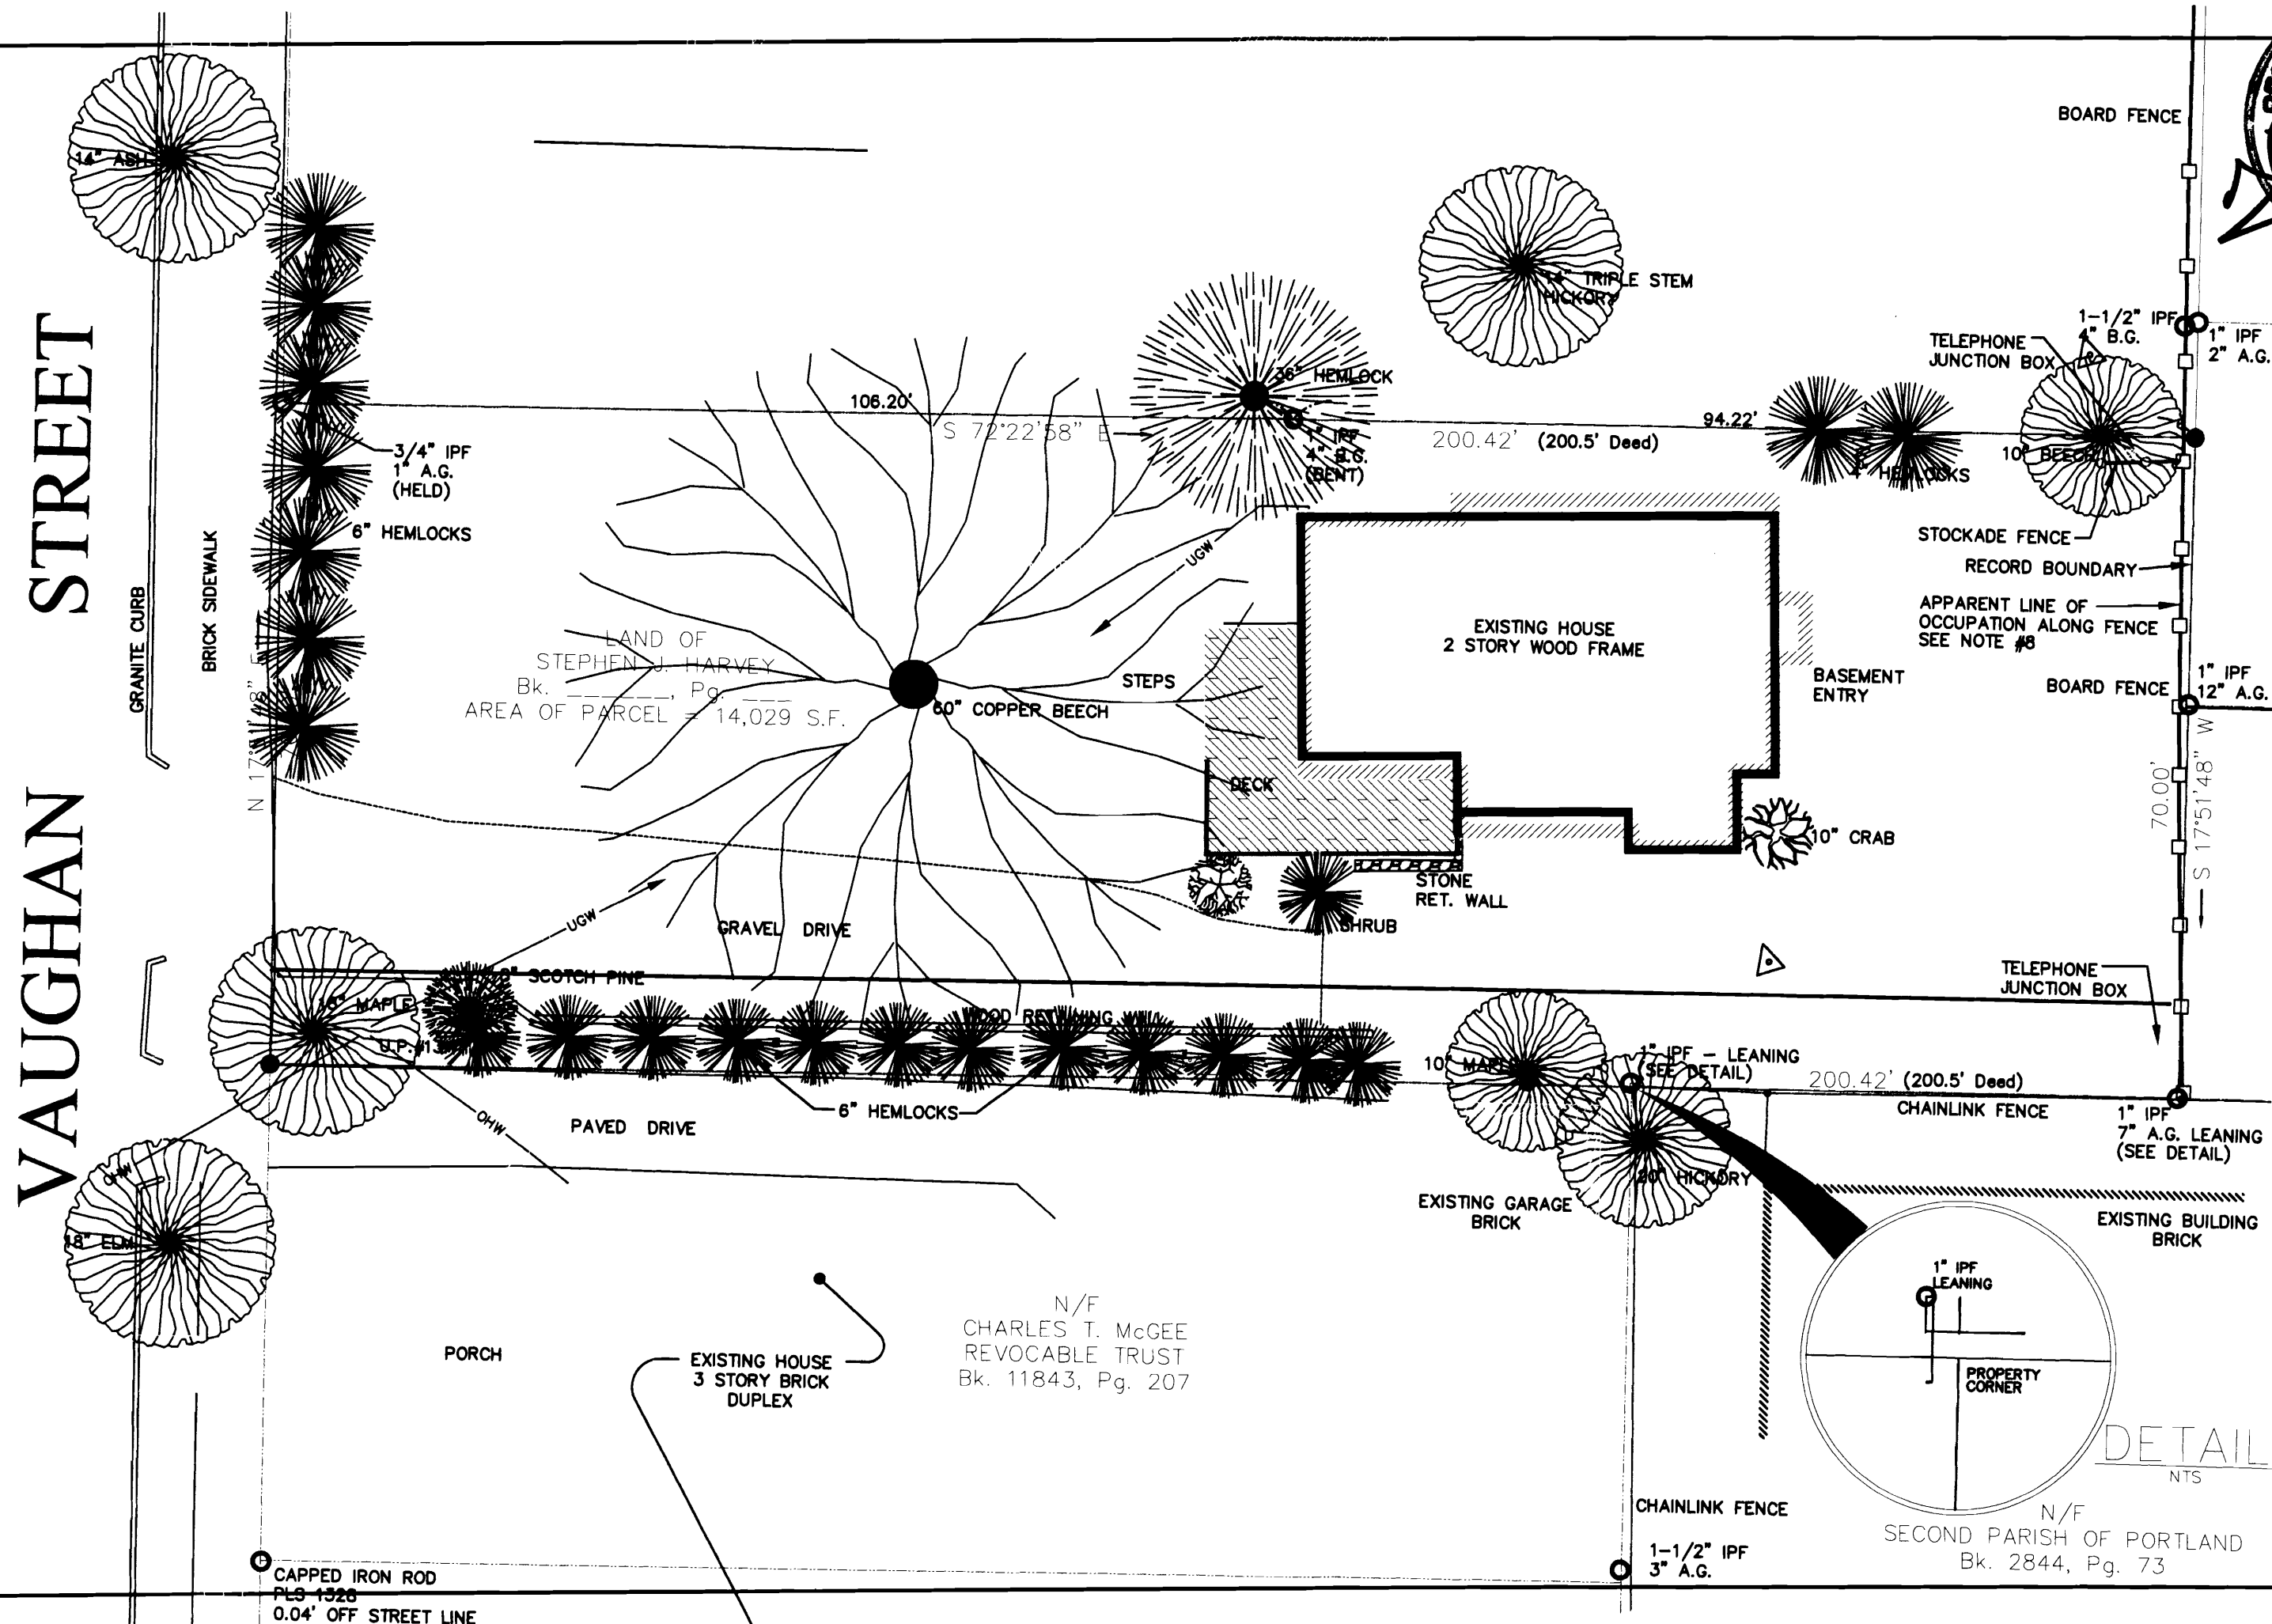 BOARD FENCE
14" ASH
14" TRIPLE STEM
HICKORY
1-1/2" IPF
4" B.G.
1" IPF
2" A.G.
TELEPHONE
JUNCTION BOX
36" HEMLOCK
106.20'
S 72°22'58" E
1" IPF
4" B.G.
(BENT)
200.42' (200.5' Deed)
94.22'
4" HEMLOCKS
10" BEECH
3/4" IPF
1" A.G.
(HELD)
6" HEMLOCKS
STOCKADE FENCE
RECORD BOUNDARY
APPARENT LINE OF
OCCUPATION ALONG FENCE
SEE NOTE #8
VAUGHAN STREET
GRANITE CURB
BRICK SIDEWALK
UGW
EXISTING HOUSE
2 STORY WOOD FRAME
LAND OF
STEPHEN J. HARVEY
Bk. ______, Pg. ___
AREA OF PARCEL = 14,029 S.F.
60" COPPER BEECH
STEPS
BASEMENT
ENTRY
BOARD FENCE
1" IPF
12" A.G.
70.00'
S 17°51'48" W
DECK
10" CRAB
STONE
RET. WALL
SHRUB
UGW
GRAVEL DRIVE
SCOTCH PINE
MAPLE
WOOD RETAINING
TELEPHONE
JUNCTION BOX
10" MAPLE
1" IPF - LEANING
(SEE DETAIL)
200.42' (200.5' Deed)
CHAINLINK FENCE
1" IPF
7" A.G. LEANING
(SEE DETAIL)
6" HEMLOCKS
OHW
PAVED DRIVE
OHW
20" HICKORY
EXISTING GARAGE
BRICK
EXISTING BUILDING
BRICK
18" ELM
1" IPF
LEANING
PROPERTY
CORNER
N/F
CHARLES T. McGEE
REVOCABLE TRUST
Bk. 11843, Pg. 207
PORCH
EXISTING HOUSE
3 STORY BRICK
DUPLEX
DETAIL
NTS
CHAINLINK FENCE
N/F
SECOND PARISH OF PORTLAND
Bk. 2844, Pg. 73
1-1/2" IPF
3" A.G.
CAPPED IRON ROD
PLS 1328
0.04' OFF STREET LINE